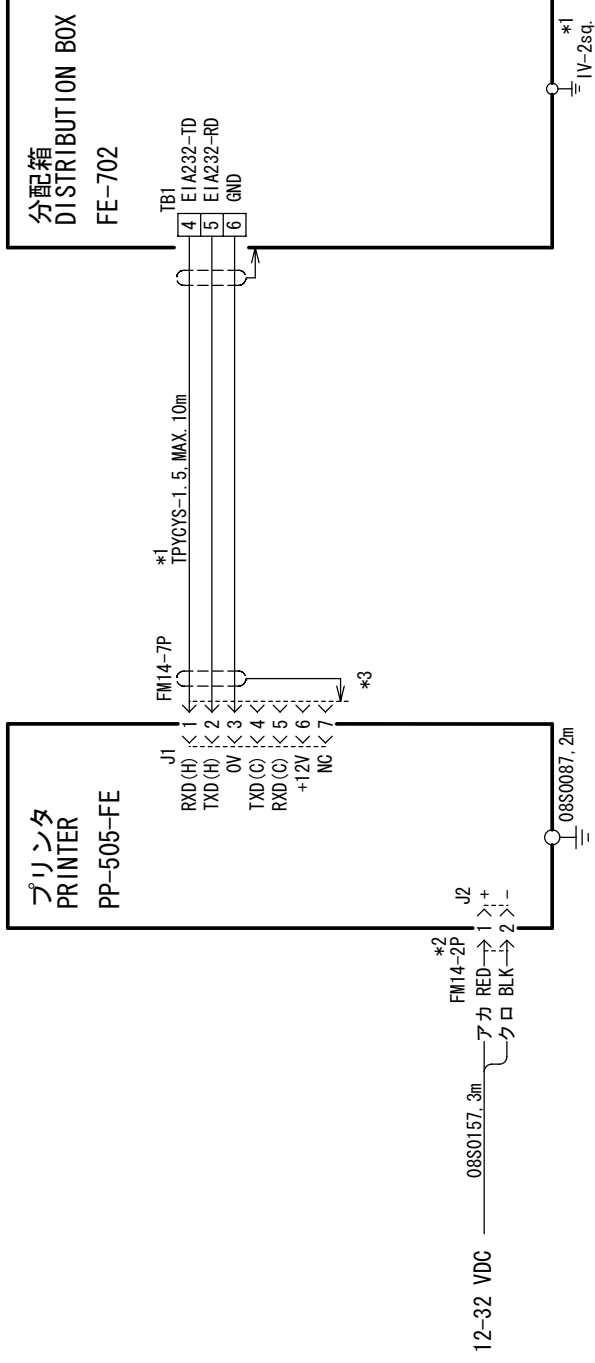 プリンタ
PRINTER
PP-505-FE
J1
FM14-7P
RXD(H) 1
TXD(H) 2
0V 3
TXD(C) 4
RXD(C) 5
+12V 6
NC 7
*3
*1
TPYCYS-1.5, MAX. 10m
分配箱
DISTRIBUTION BOX
FE-702
TB1
4 EIA232-TD
5 EIA232-RD
6 GND
*1
IV-2sq.
12-32 VDC
08S0157, 3m
アカ RED
クロ BLK
*2
FM14-2P
J2
1 +
2 -
08S0087, 2m